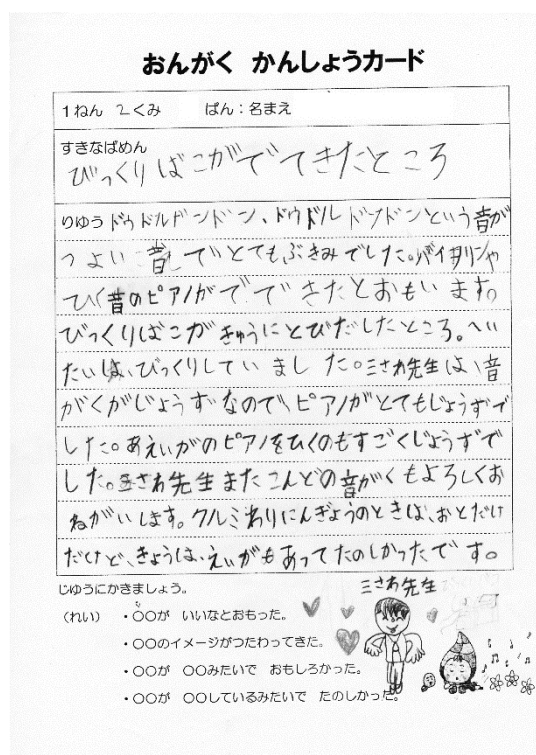 おんがく かんしょうカード
1ねん 2くみ ばん：名まえ
すきなばめん
びっくりばこがでてきたところ
りゆう ドゥドルドンドン、ドゥドルドンドンという音が
つよい音でとてもぶきみでした。バイオリンや
ひく音のピアノがでできたとおもいます。
びっくりばこがきゅうにとびだしたところ。へい
たいは、びっくりしていました。三さわ先生は、音
がくがじょうずなので、ピアノがとてもじょうずで
した。あえいがのピアノをひくのもすごくじょうずで
した。三さわ先生またこんどの音がくもよろしくお
ねがいします。クルミわりにんぎょうのときは、おとだけ
だけど、きょうは、えいがもあってたのしかったです。
じゆうにかきましょう。
（れい） ・○○が いいなとおもった。
・○○のイメージがつたわってきた。
・○○が ○○みたいで おもしろかった。
・○○が ○○しているみたいで たのしかった。
三さわ先生